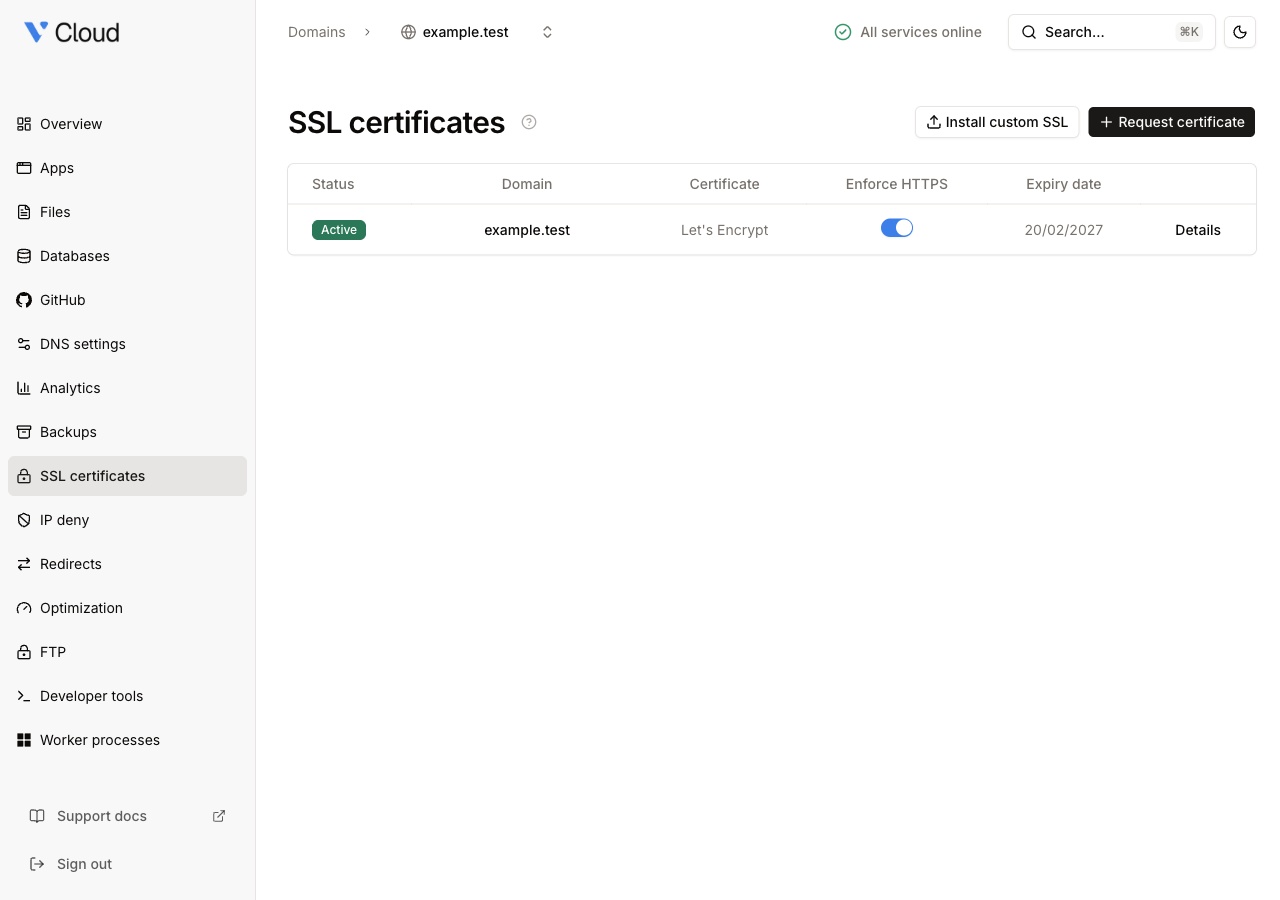 Cloud
Domains
example.test
All services online
Search...
⌘K
Overview
Apps
Files
Databases
GitHub
DNS settings
Analytics
Backups
SSL certificates
IP deny
Redirects
Optimization
FTP
Developer tools
Worker processes
Support docs
Sign out
SSL certificates
Install custom SSL
Request certificate
Status Domain Certificate Enforce HTTPS Expiry date
Active example.test Let's Encrypt 20/02/2027 Details